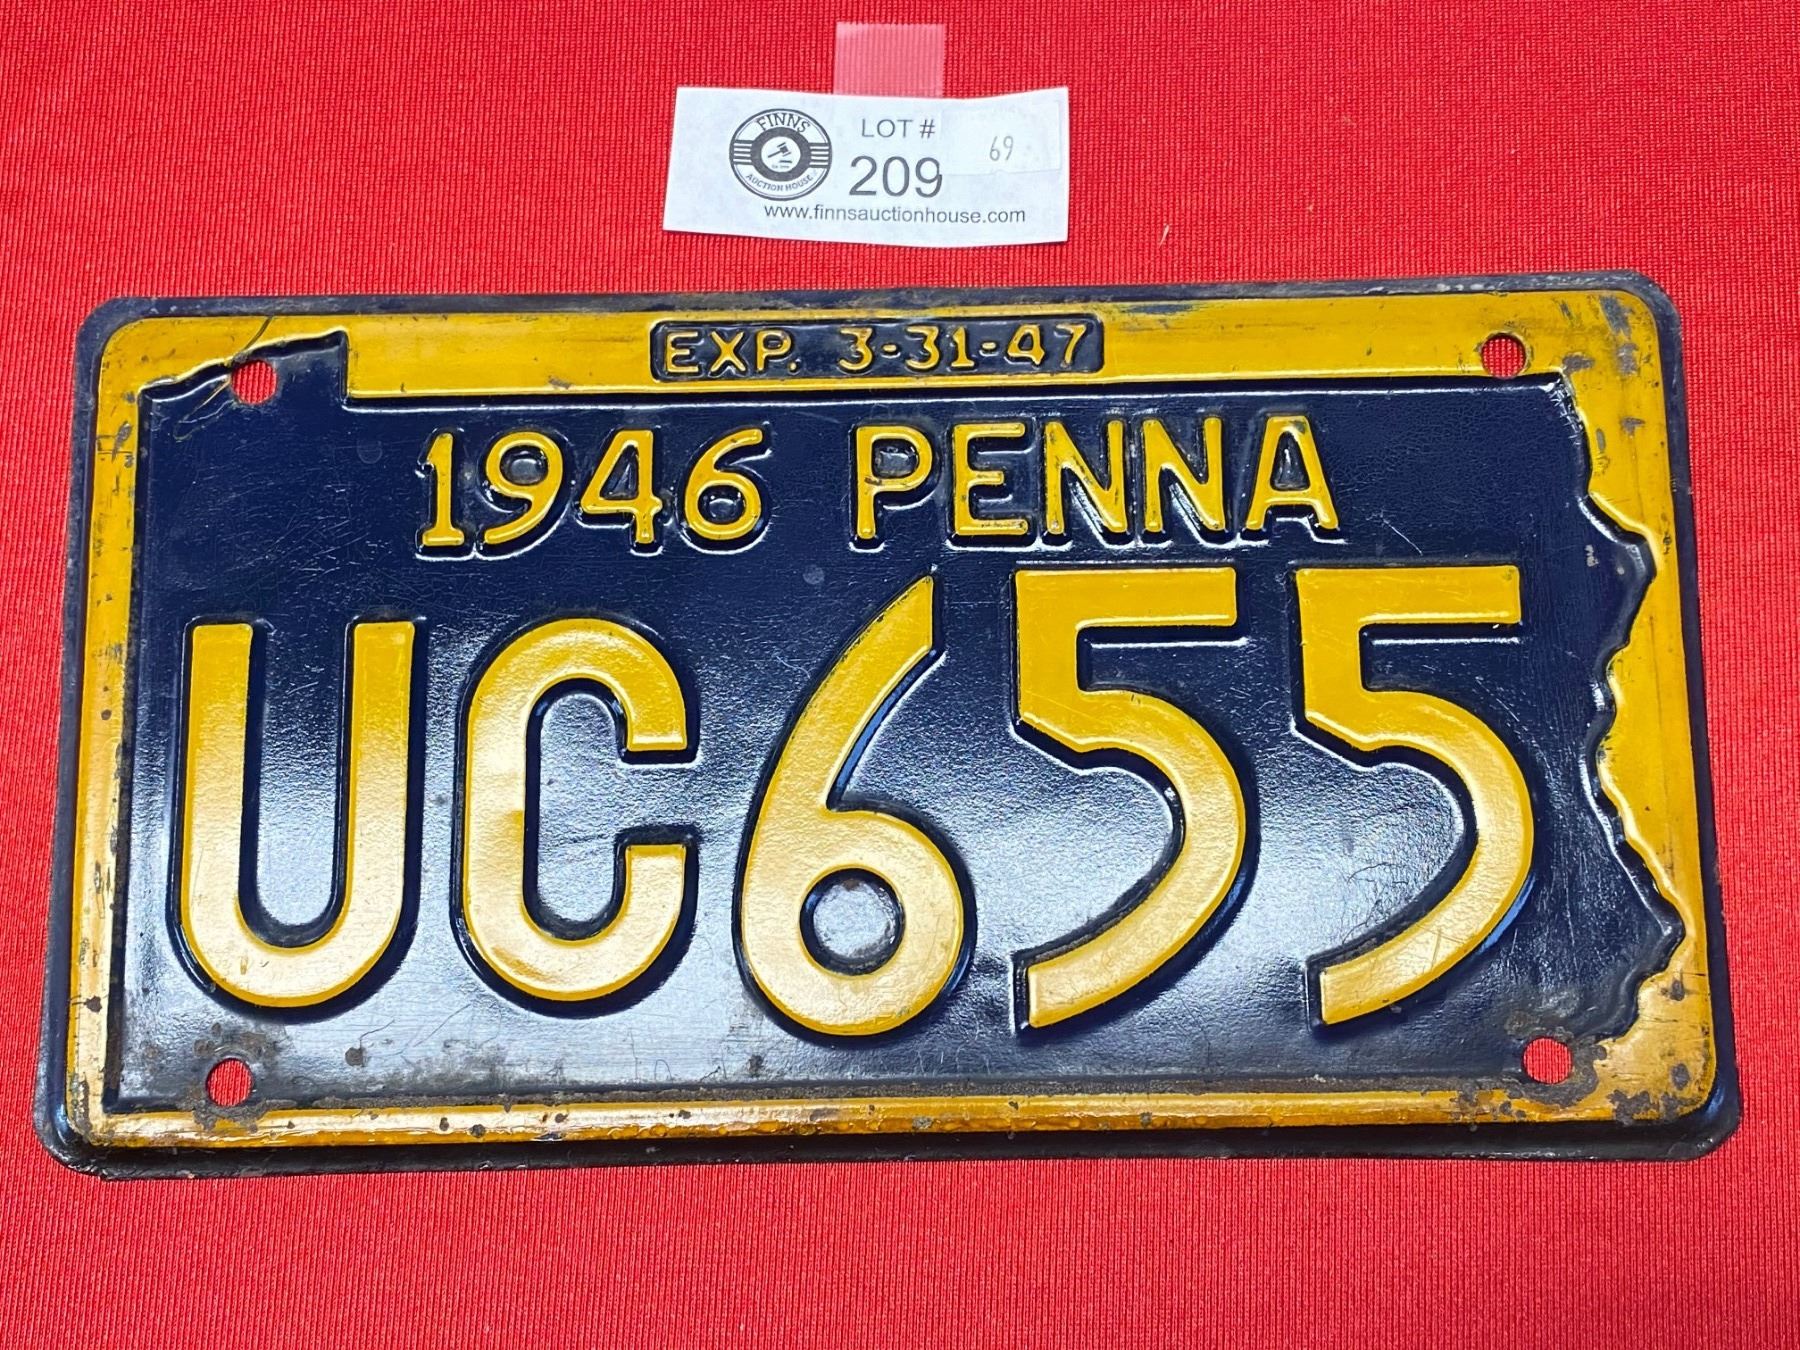 FINNS
AUCTION HOUSE
LOT #
209
69
www.finnsauctionhouse.com
EXP. 3-31-47
1946 PENNA
UC655